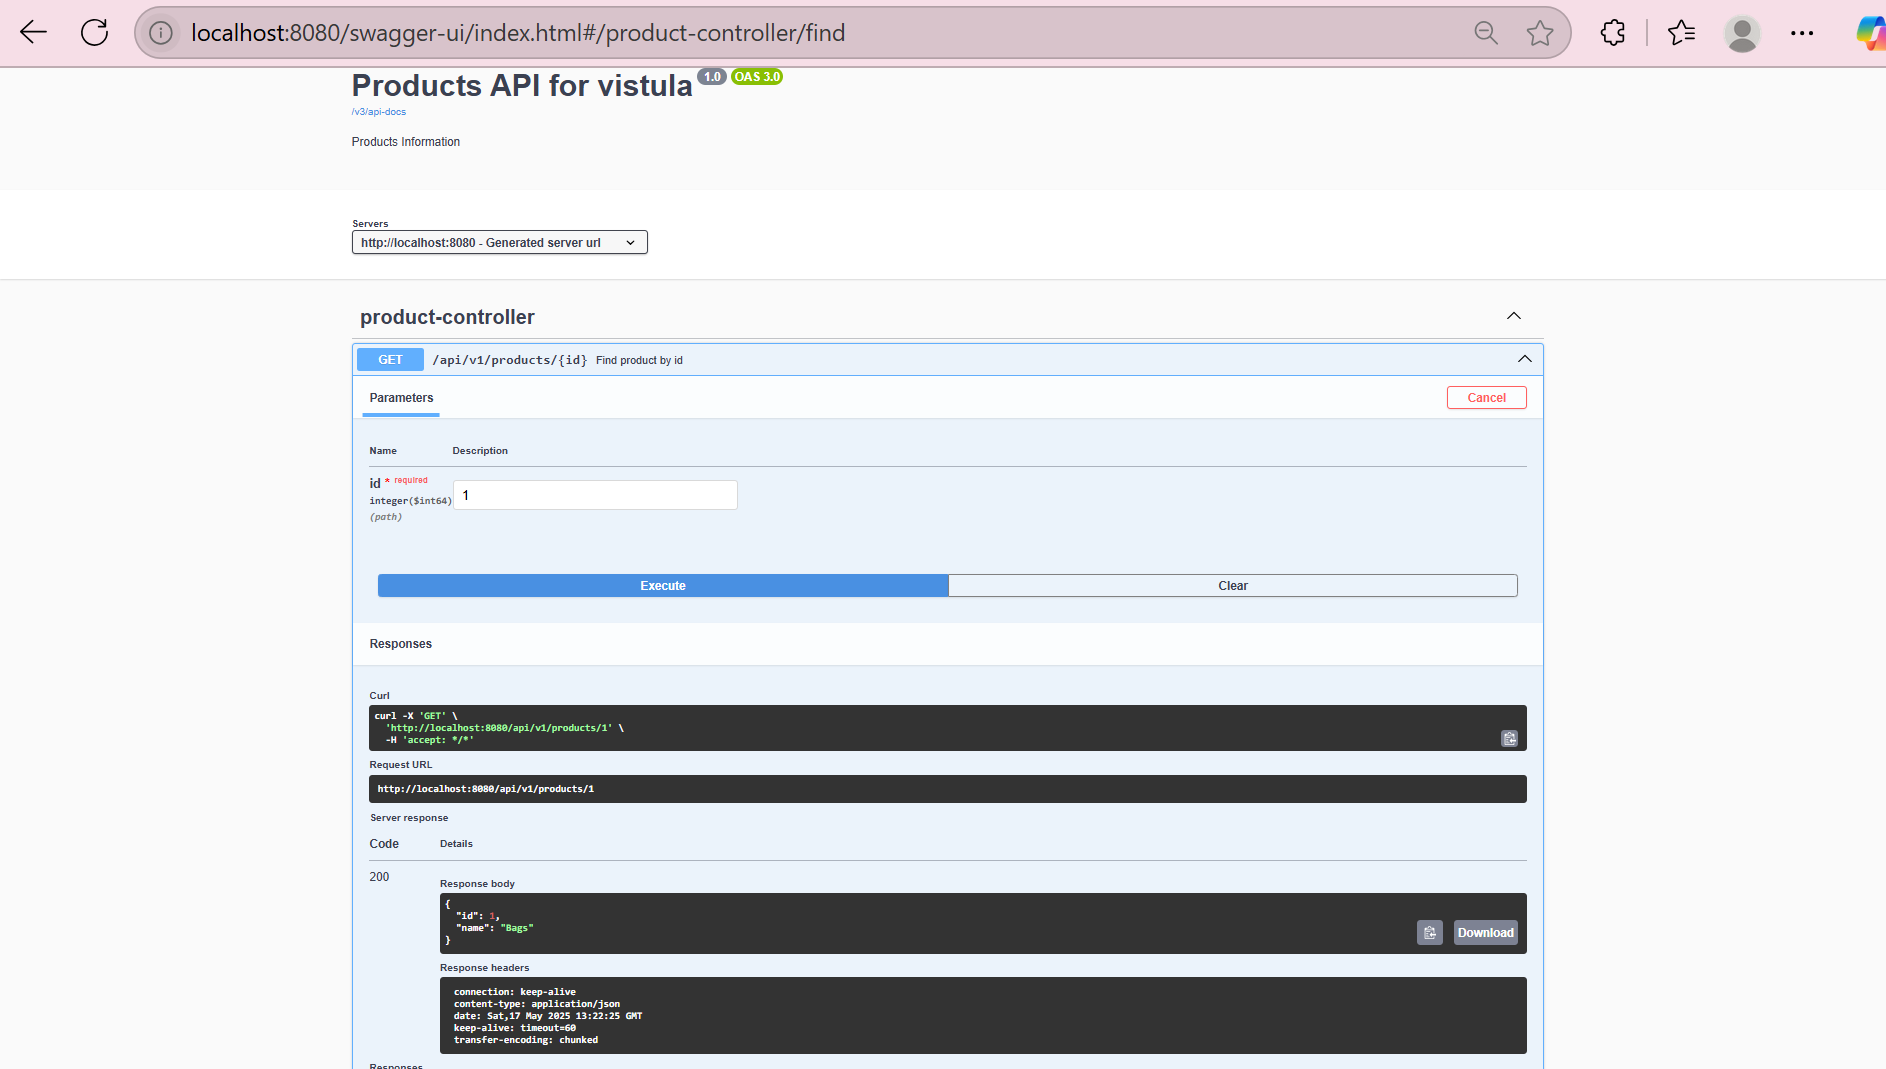 localhost:8080/swagger-ui/index.html#/product-controller/find
Products API for vistula 1.0 OAS 3.0
/v3/api-docs
Products Information
Servers
http://localhost:8080 - Generated server url
product-controller
GET /api/v1/products/{id} Find product by id
Parameters Cancel
Name Description
id * required
integer($int64)
(path)
1
Execute Clear
Responses
Curl
curl -X 'GET' \
'http://localhost:8080/api/v1/products/1' \
-H 'accept: */*'
Request URL
http://localhost:8080/api/v1/products/1
Server response
Code Details
200
Response body
{
"id": 1,
"name": "Bags"
}
Download
Response headers
connection: keep-alive
content-type: application/json
date: Sat,17 May 2025 13:22:25 GMT
keep-alive: timeout=60
transfer-encoding: chunked
Responses